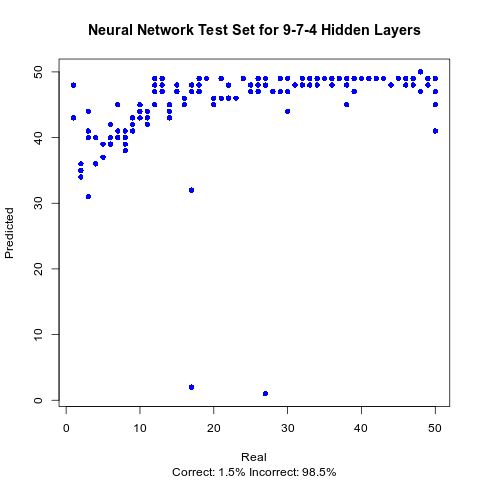 Neural Network Test Set for 9-7-4 Hidden Layers
50
40
30
20
10
0
Predicted
0 10 20 30 40 50
Real
Correct: 1.5% Incorrect: 98.5%